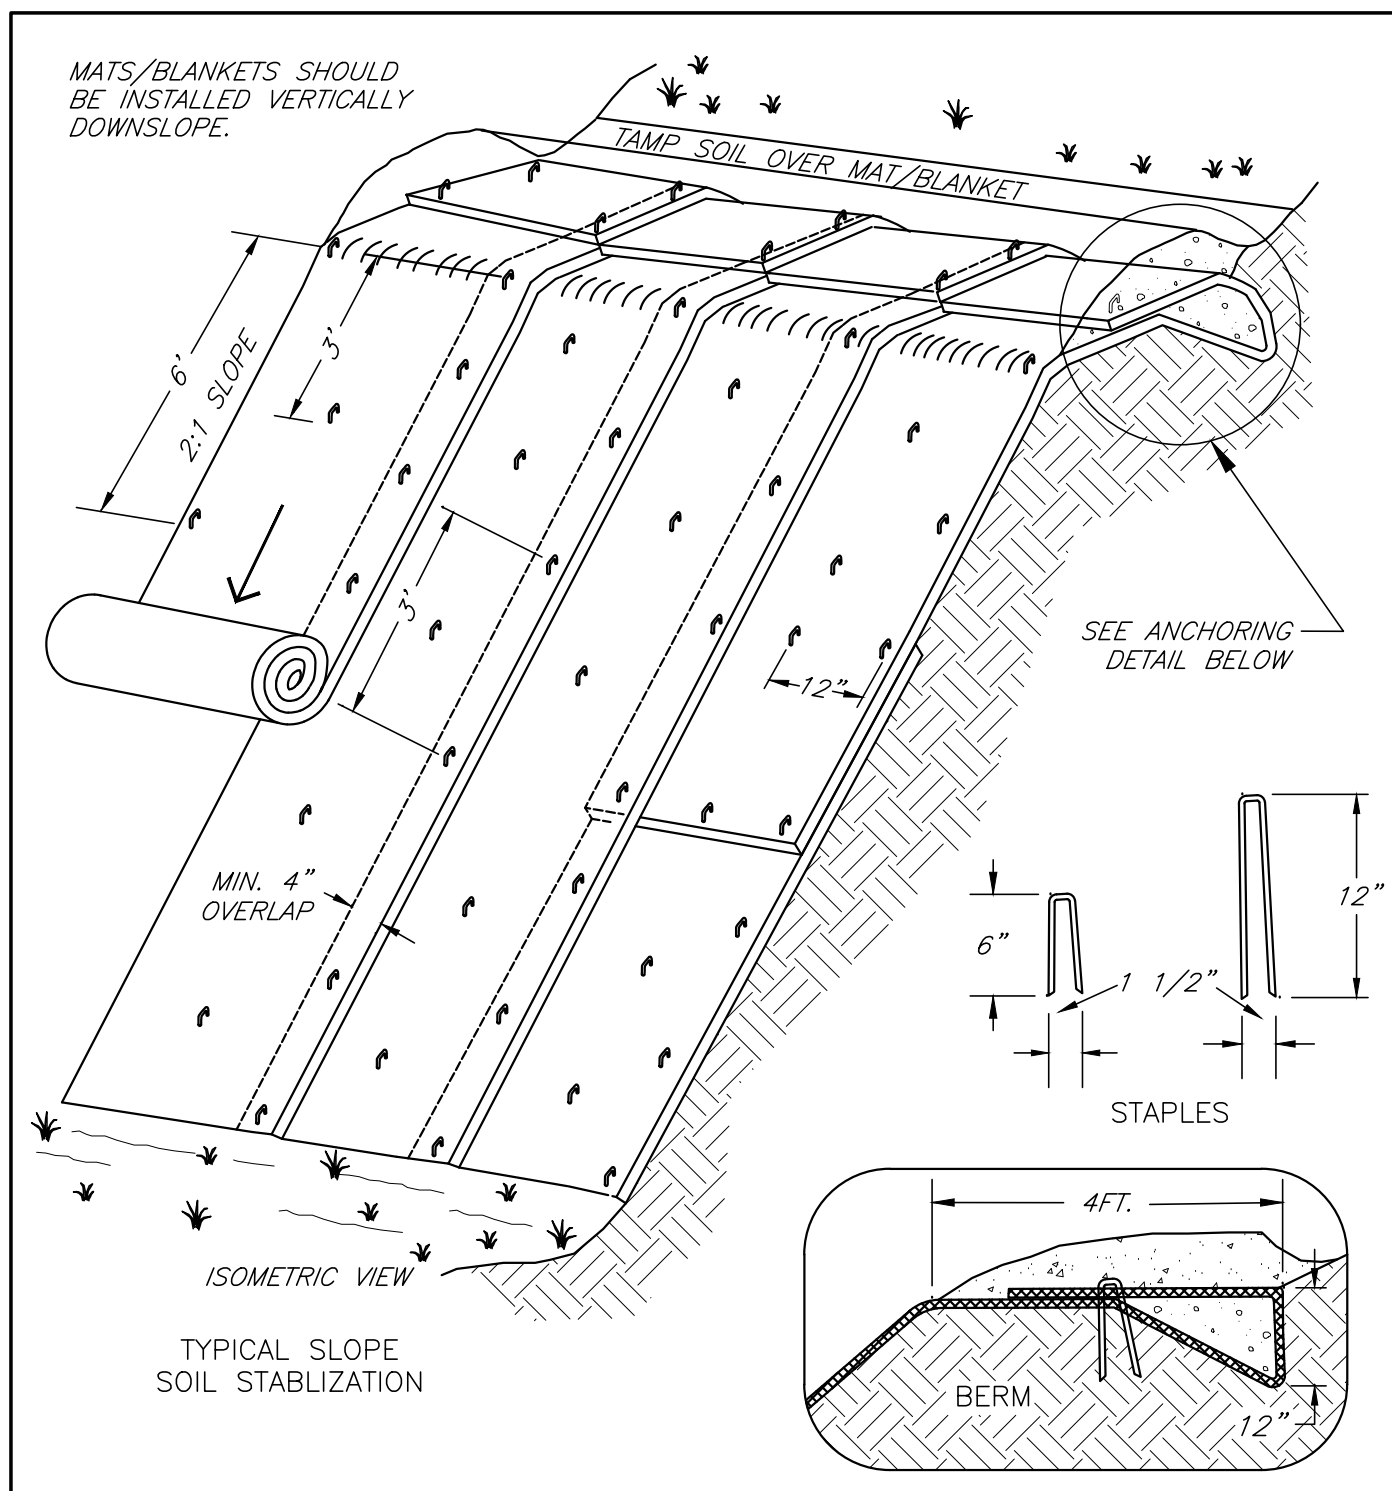 MATS/BLANKETS SHOULD
BE INSTALLED VERTICALLY
DOWNSLOPE.
TAMP SOIL OVER MAT/BLANKET
6'
2:1 SLOPE
3'
3'
12"
SEE ANCHORING
DETAIL BELOW
MIN. 4"
OVERLAP
6"
1 1/2"
12"
STAPLES
ISOMETRIC VIEW
TYPICAL SLOPE
SOIL STABLIZATION
4FT.
BERM
12"